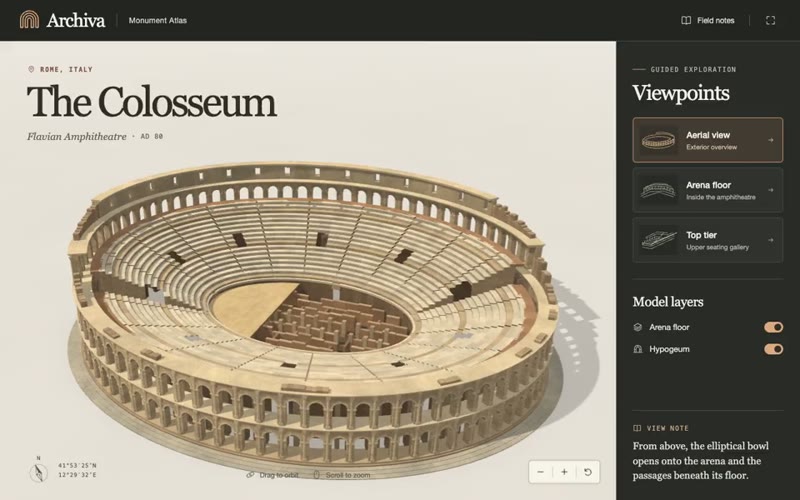 Archiva
Monument Atlas
Field notes
ROME, ITALY
The Colosseum
Flavian Amphitheatre · AD 80
GUIDED EXPLORATION
Viewpoints
Aerial view
Exterior overview
Arena floor
Inside the amphitheatre
Top tier
Upper seating gallery
Model layers
Arena floor
Hypogeum
VIEW NOTE
From above, the elliptical bowl
opens onto the arena and the
passages beneath its floor.
N
41°53′25″N
12°29′32″E
Drag to orbit
Scroll to zoom